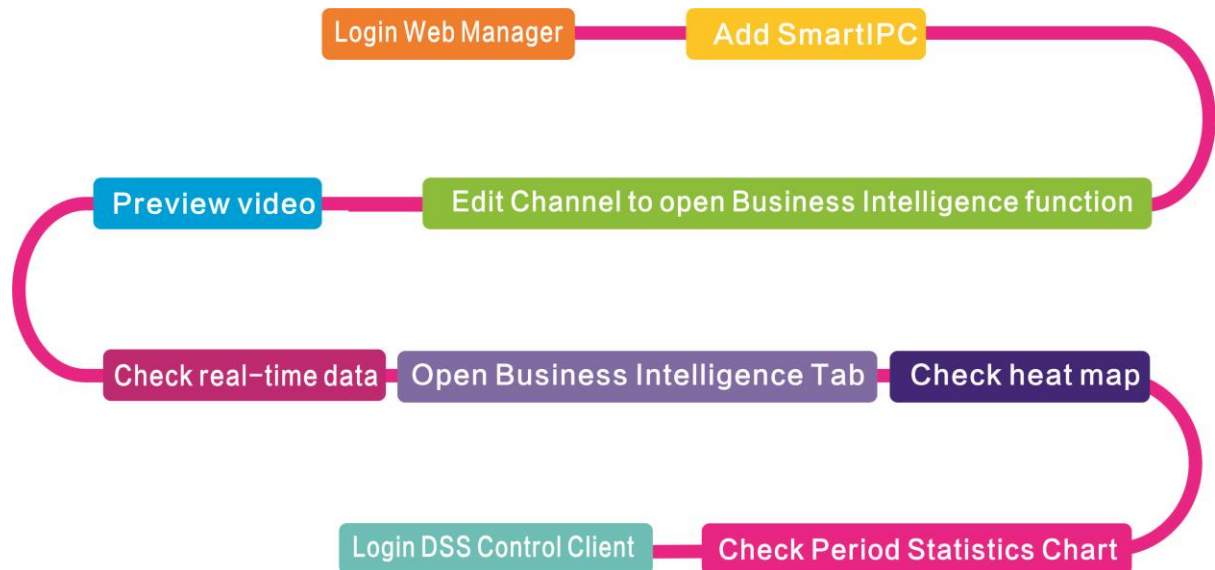 Login Web Manager
Add SmartIPC
Preview video
Edit Channel to open Business Intelligence function
Check real-time data
Open Business Intelligence Tab
Check heat map
Login DSS Control Client
Check Period Statistics Chart